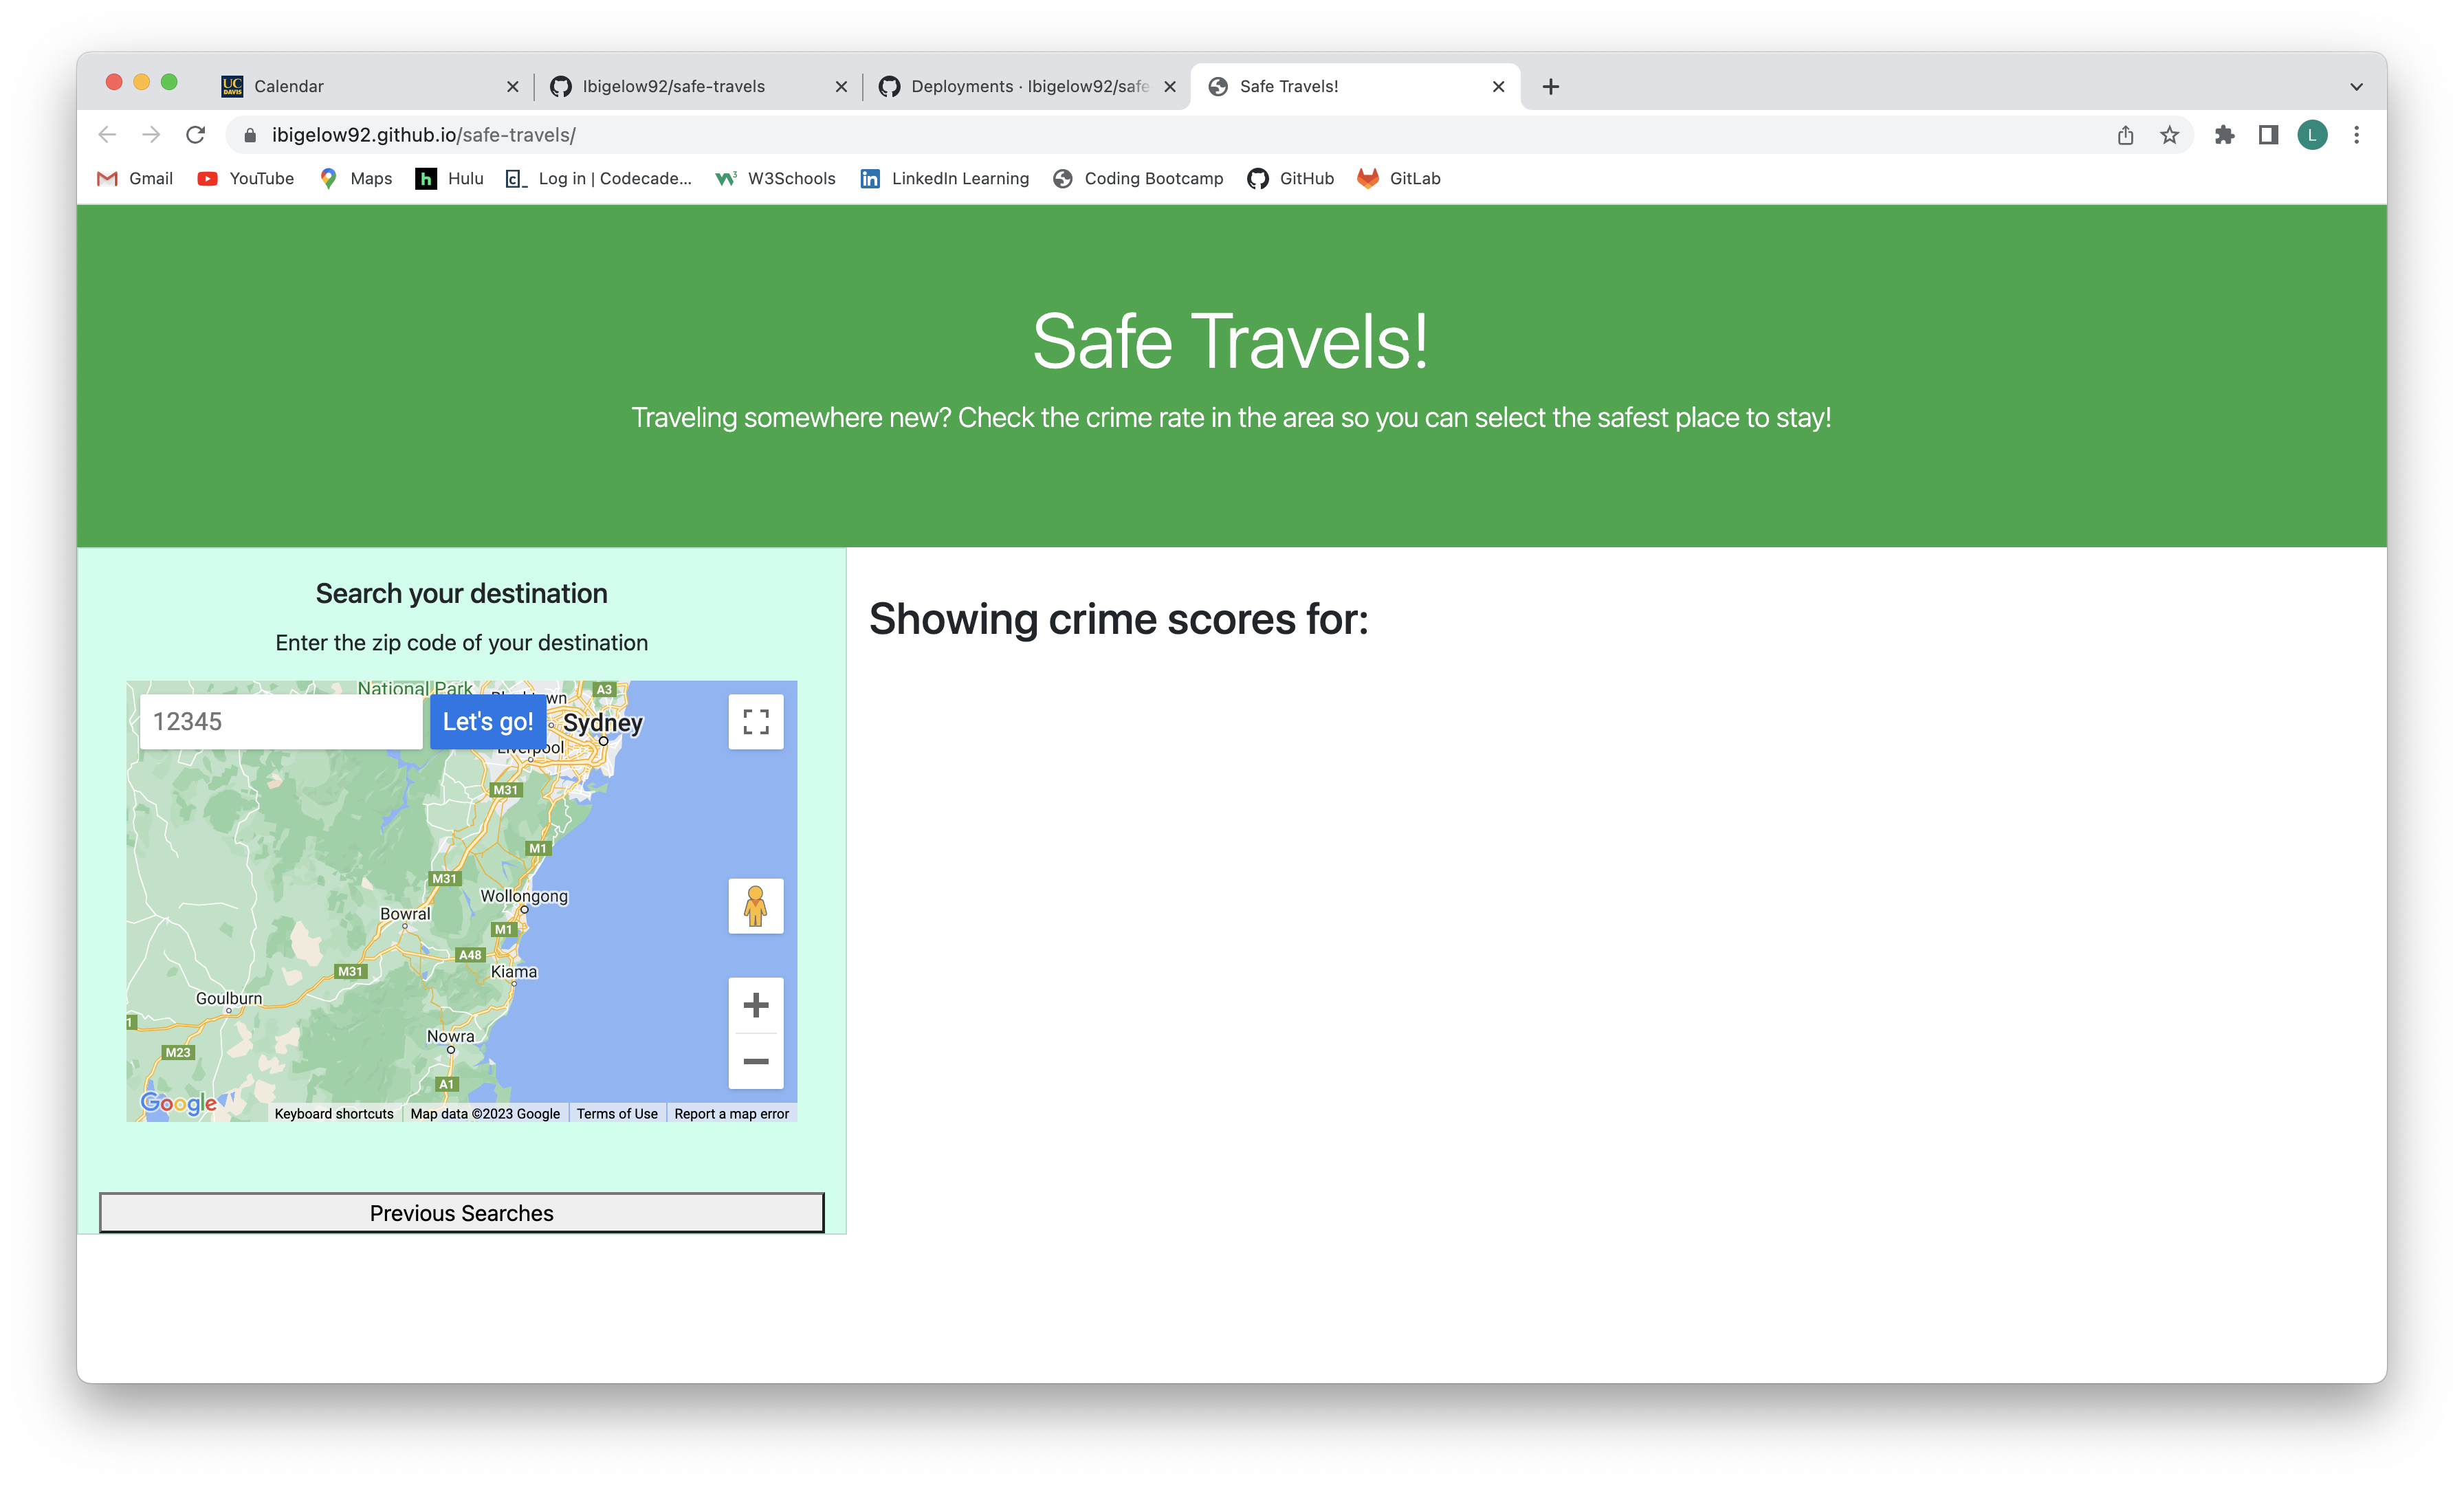 UC DAVIS Calendar
lbigelow92/safe-travels
Deployments · lbigelow92/safe
Safe Travels!
ibigelow92.github.io/safe-travels/
L
Gmail
YouTube
Maps
h Hulu
c_ Log in | Codecade...
W3Schools
in LinkedIn Learning
Coding Bootcamp
GitHub
GitLab
Safe Travels!
Traveling somewhere new? Check the crime rate in the area so you can select the safest place to stay!
Search your destination
Enter the zip code of your destination
Showing crime scores for:
National Park
A3
12345
Let's go!
Sydney
Liverpool
M31
M1
M31
Wollongong
Bowral
M1
A48
M31
Kiama
Goulburn
Nowra
M23
A1
Google
Keyboard shortcuts
Map data ©2023 Google
Terms of Use
Report a map error
Previous Searches